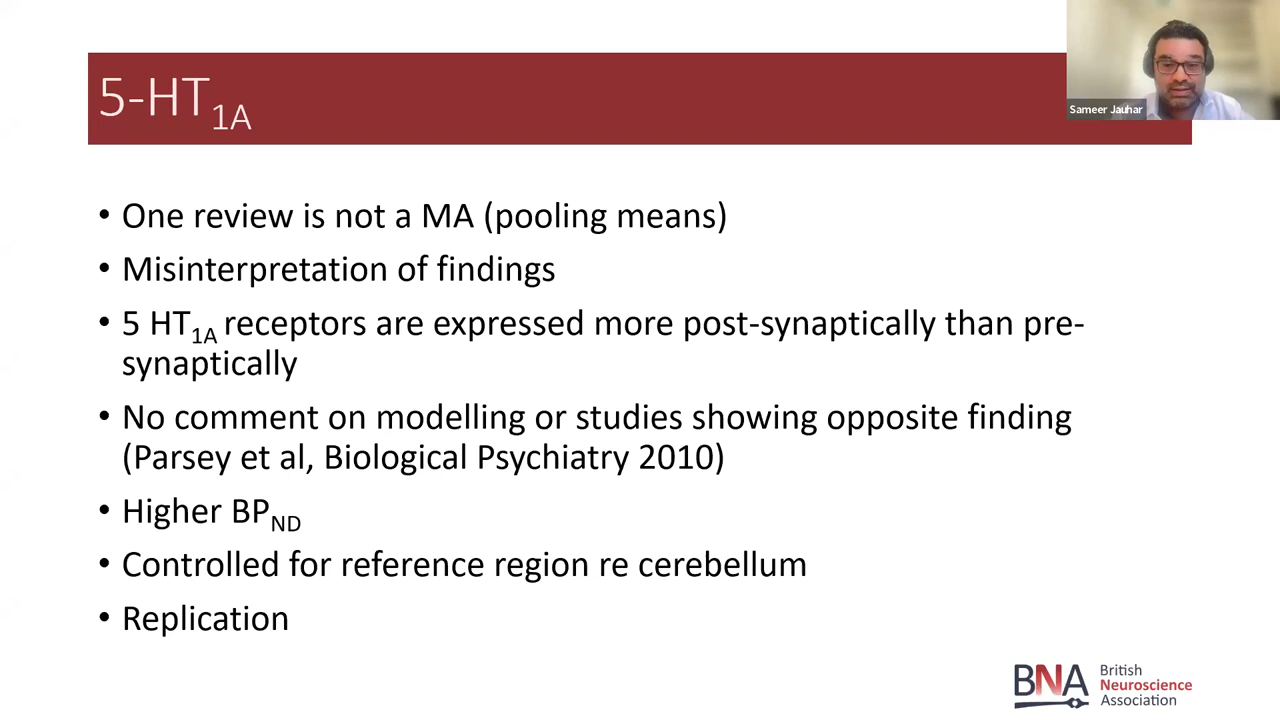 5-HT1A
Sameer Jauhar
• One review is not a MA (pooling means)
• Misinterpretation of findings
• 5 HT1A receptors are expressed more post-synaptically than pre-
synaptically
• No comment on modelling or studies showing opposite finding
(Parsey et al, Biological Psychiatry 2010)
• Higher BPND
• Controlled for reference region re cerebellum
• Replication
BNA
British
Neuroscience
Association